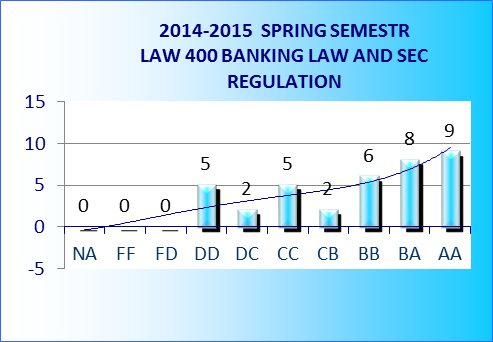 2014-2015 SPRING SEMESTR
LAW 400 BANKING LAW AND SEC
REGULATION
15
10
5
0
-5
0 0 0 5 2 5 2 6 8 9
NA FF FD DD DC CC CB BB BA AA